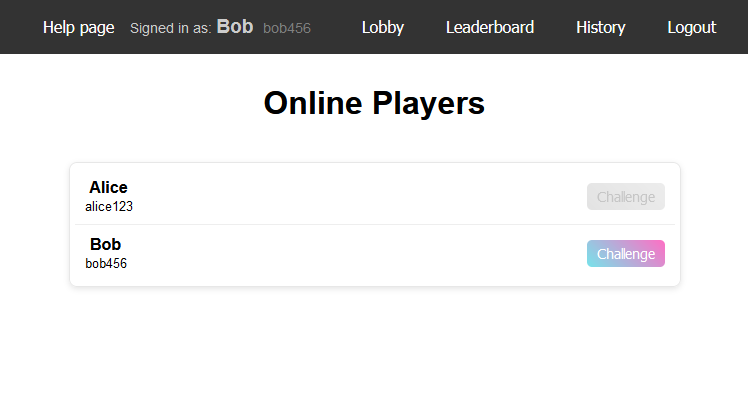 Help page Signed in as: Bob bob456 Lobby Leaderboard History Logout
Online Players
Alice
alice123
Challenge
Bob
bob456
Challenge